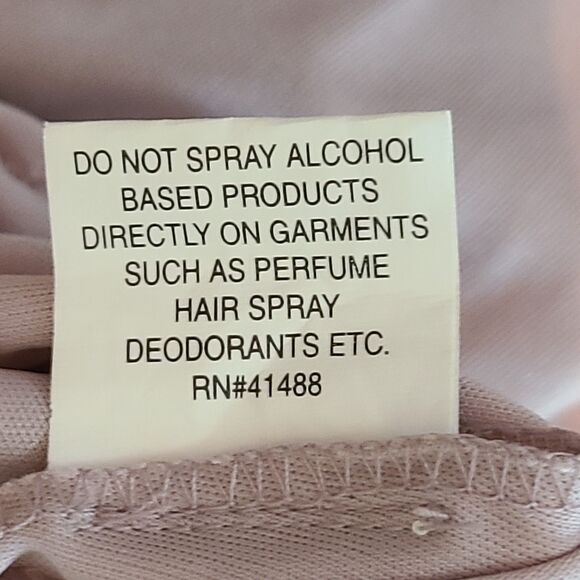 DO NOT SPRAY ALCOHOL
BASED PRODUCTS
DIRECTLY ON GARMENTS
SUCH AS PERFUME
HAIR SPRAY
DEODORANTS ETC.
RN#41488